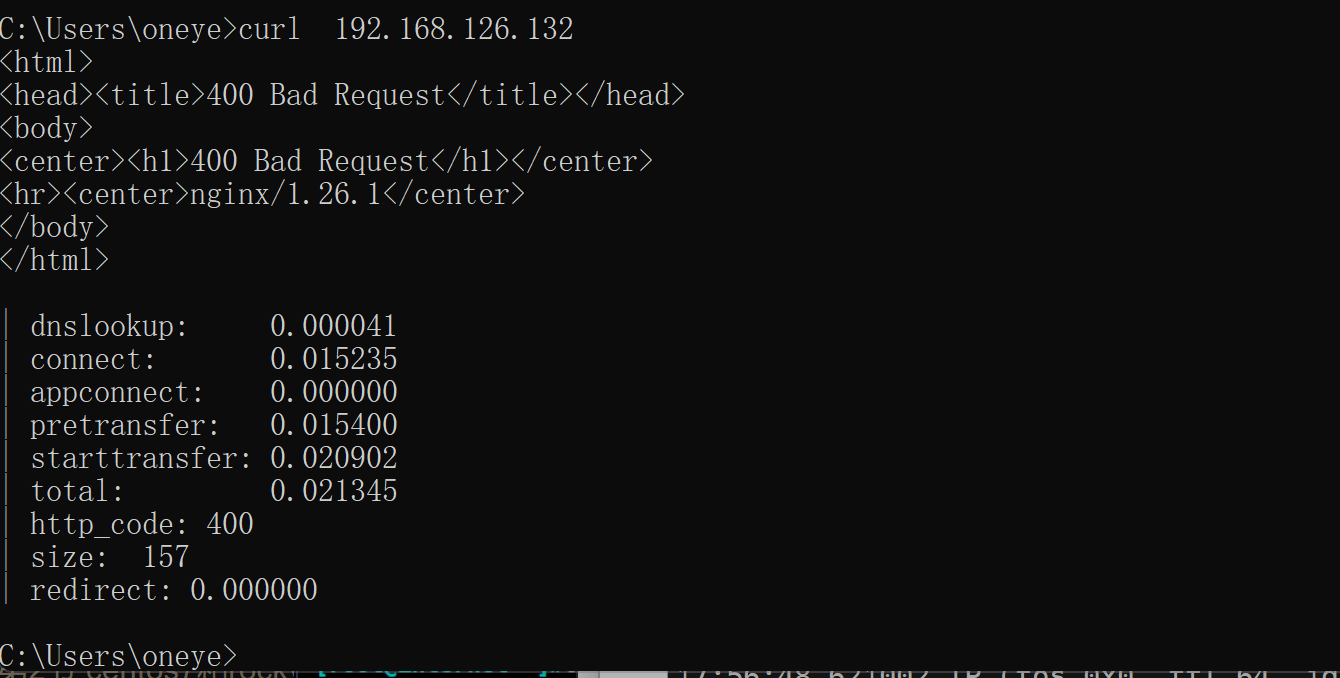 C:\Users\oneye>curl  192.168.126.132
<html>
<head><title>400 Bad Request</title></head>
<body>
<center><h1>400 Bad Request</h1></center>
<hr><center>nginx/1.26.1</center>
</body>
</html>
| dnslookup:     0.000041
| connect:       0.015235
| appconnect:    0.000000
| pretransfer:   0.015400
| starttransfer: 0.020902
| total:         0.021345
| http_code: 400
| size:  157
| redirect: 0.000000
C:\Users\oneye>